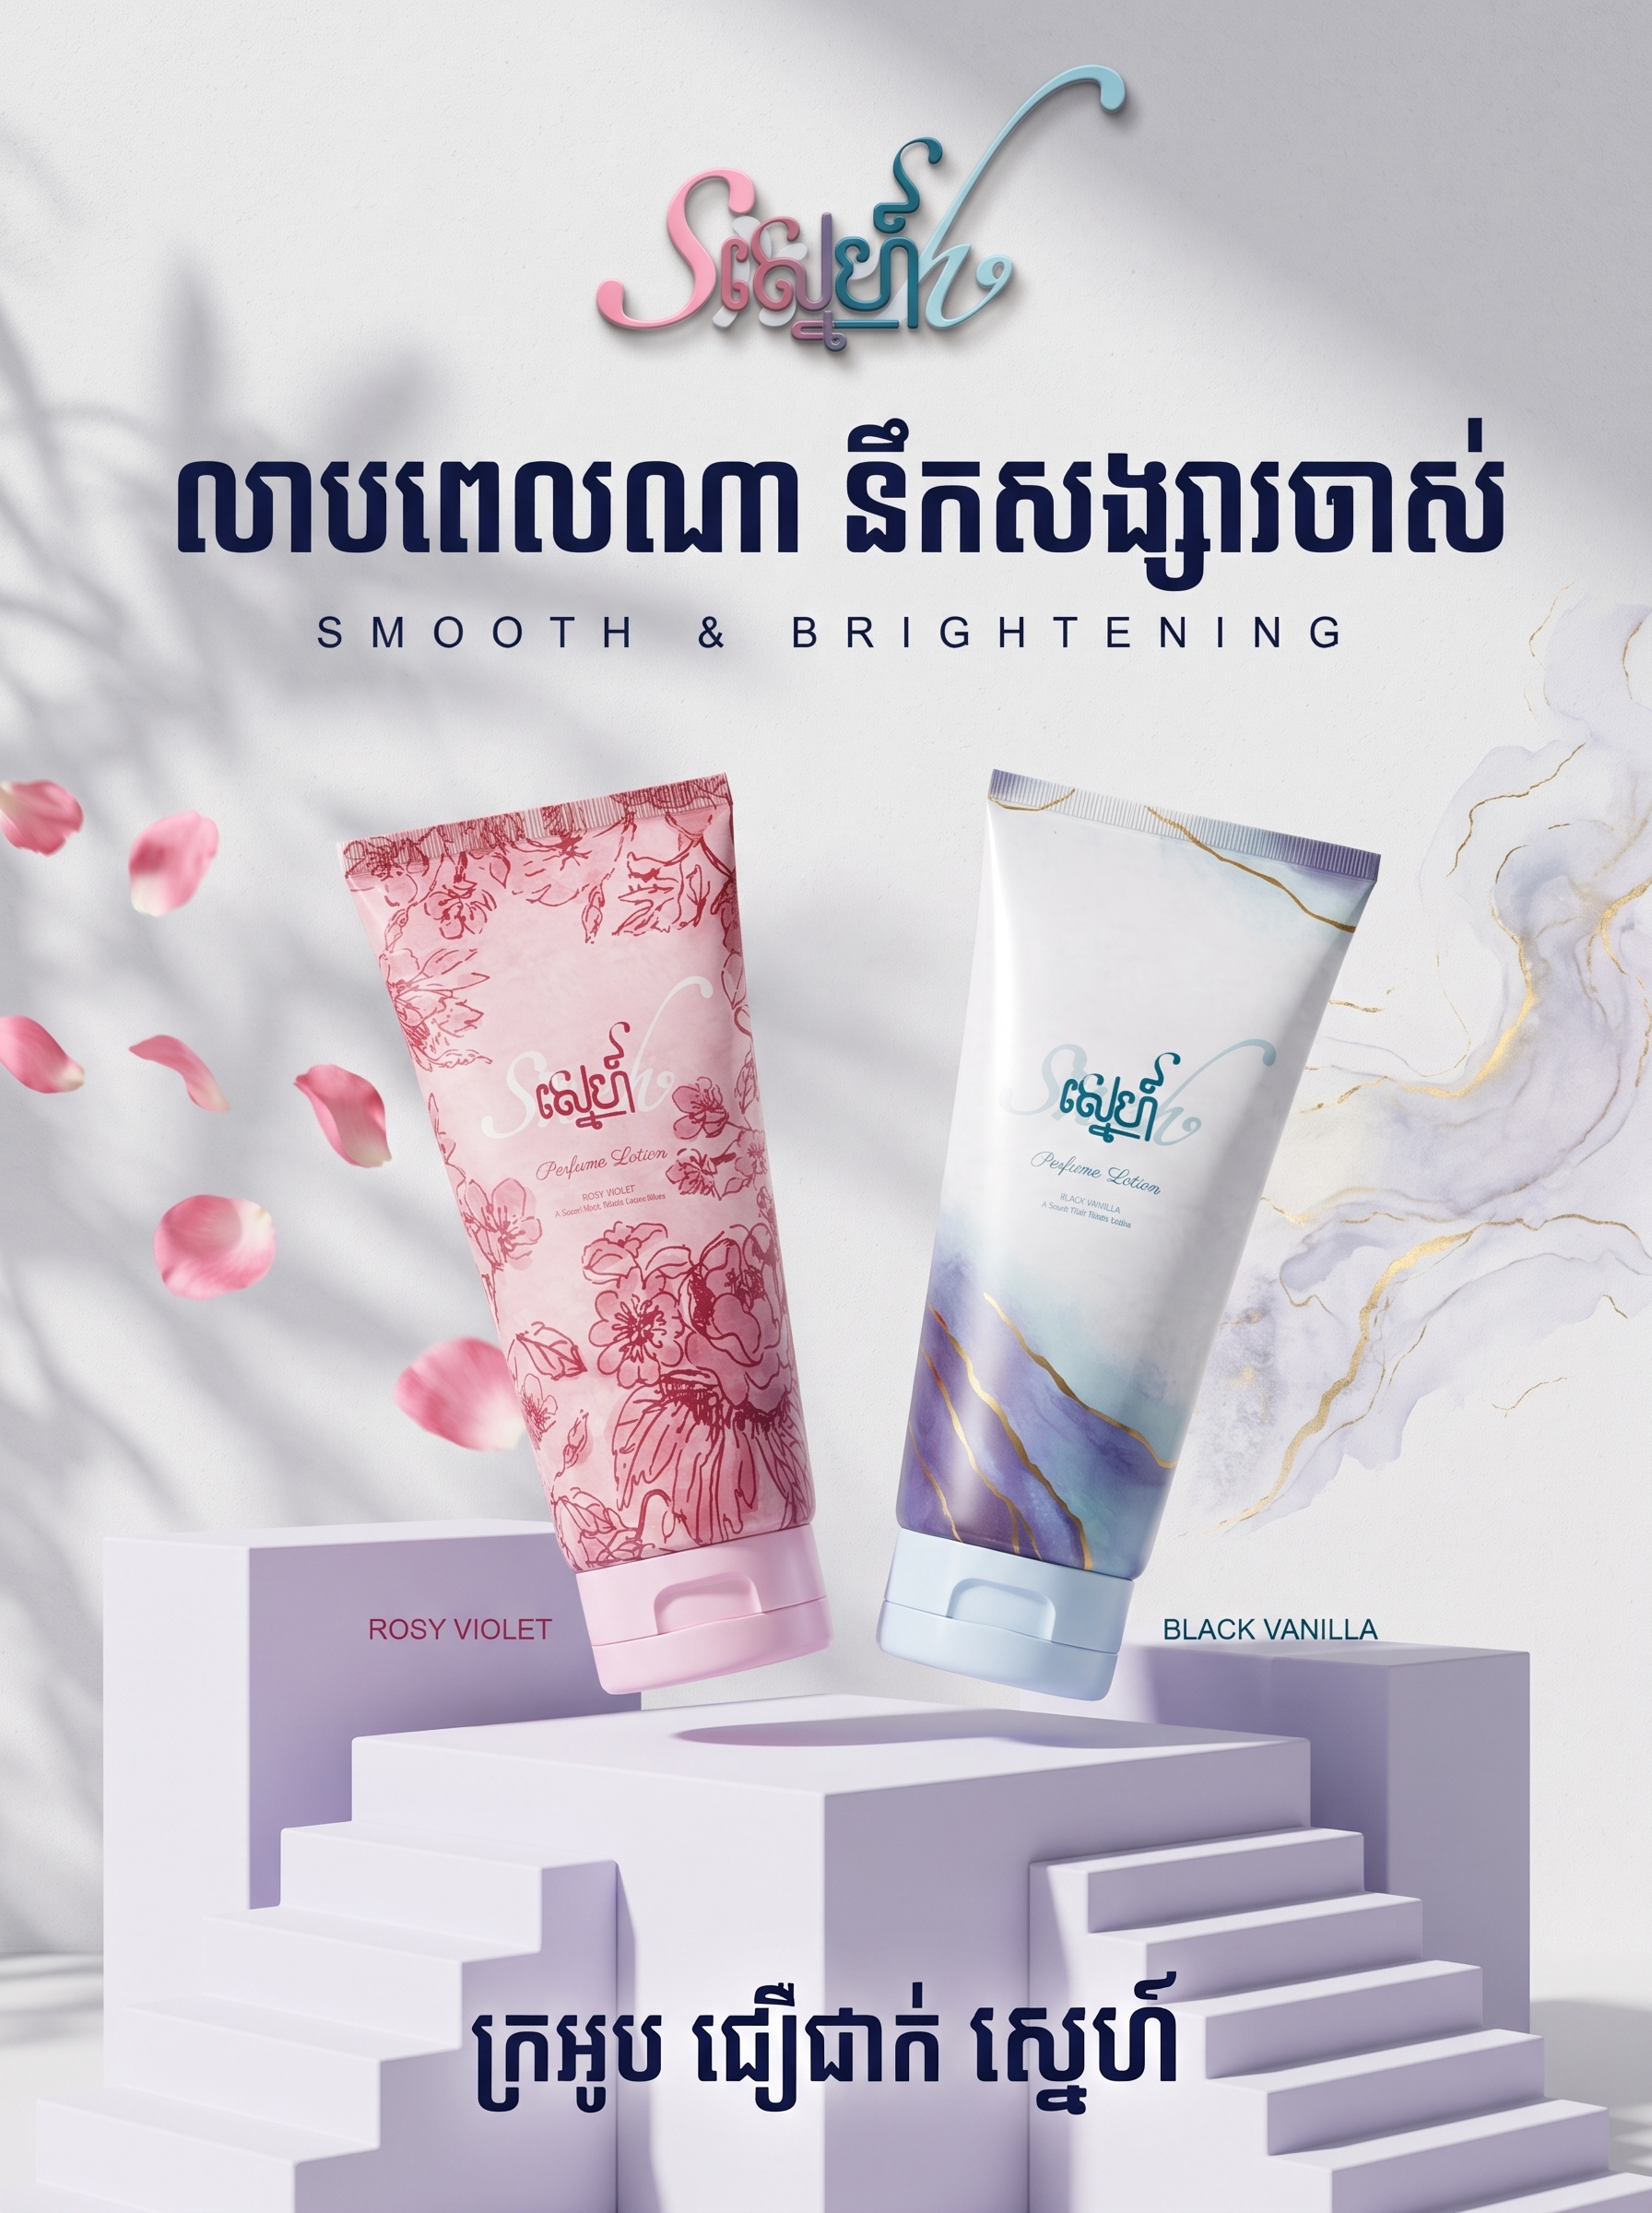 ស្នេហ៍
លាបពេលណា នឹកសង្សារចាស់
SMOOTH & BRIGHTENING
ស្នេហ៍
Perfume Lotion
ROSY VIOLET
ស្នេហ៍
Perfume Lotion
BLACK VANILLA
ROSY VIOLET
BLACK VANILLA
ក្រអូប ជឿជាក់ ស្នេហ៍